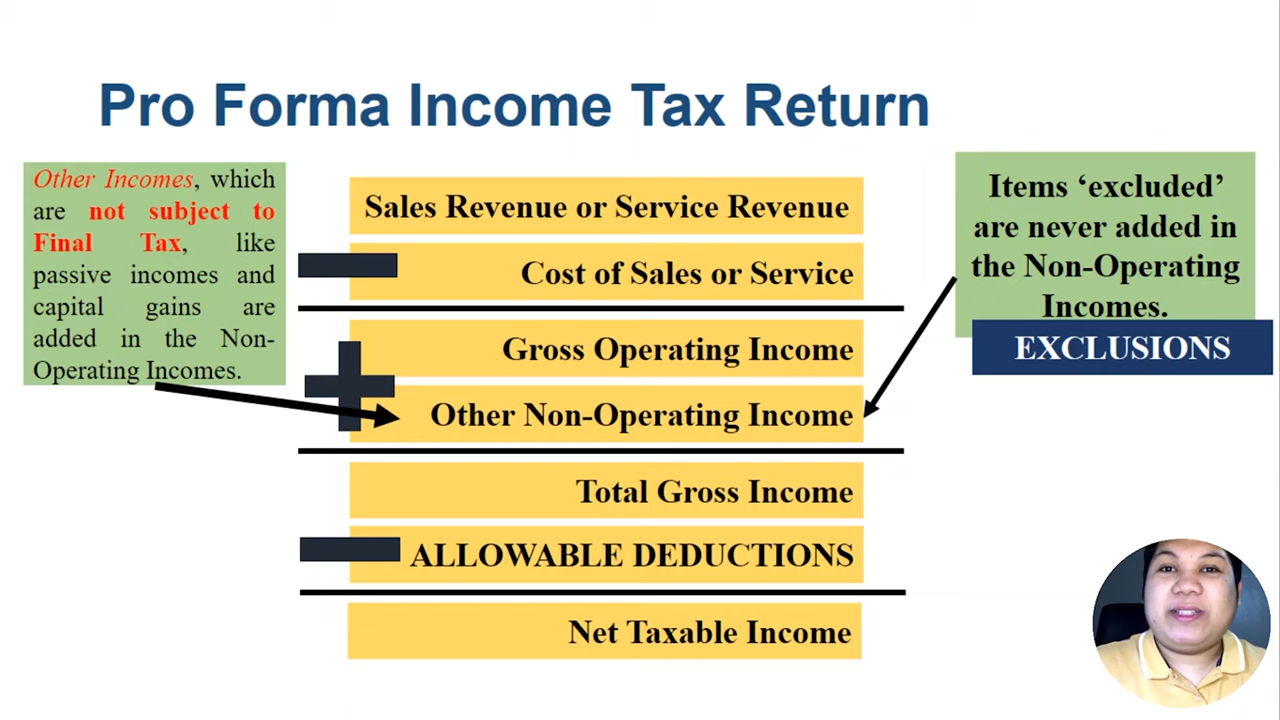 Pro Forma Income Tax Return
Other Incomes, which
are not subject to
Final Tax, like
passive incomes and
capital gains are
added in the Non-
Operating Incomes.
Sales Revenue or Service Revenue
Cost of Sales or Service
Gross Operating Income
Other Non-Operating Income
Total Gross Income
ALLOWABLE DEDUCTIONS
Net Taxable Income
Items ‘excluded’
are never added in
the Non-Operating
Incomes.
EXCLUSIONS